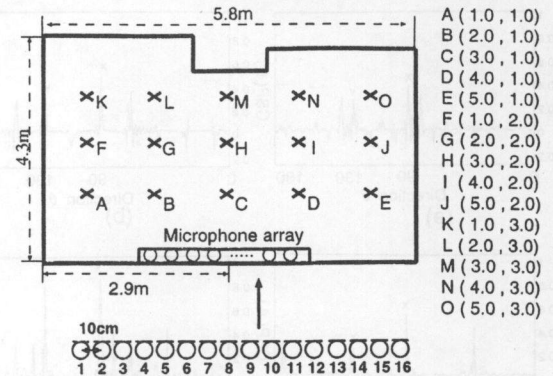 5.8m
4.3m
K L M N O
F G H I J
A B C D E
Microphone array
2.9m
10cm
1 2 3 4 5 6 7 8 9 10 11 12 13 14 15 16
A ( 1.0 , 1.0)
B ( 2.0 , 1.0)
C ( 3.0 , 1.0)
D ( 4.0 , 1.0)
E ( 5.0 , 1.0)
F ( 1.0 , 2.0)
G ( 2.0 , 2.0)
H ( 3.0 , 2.0)
I ( 4.0 , 2.0)
J ( 5.0 , 2.0)
K ( 1.0 , 3.0)
L ( 2.0 , 3.0)
M ( 3.0 , 3.0)
N ( 4.0 , 3.0)
O ( 5.0 , 3.0)